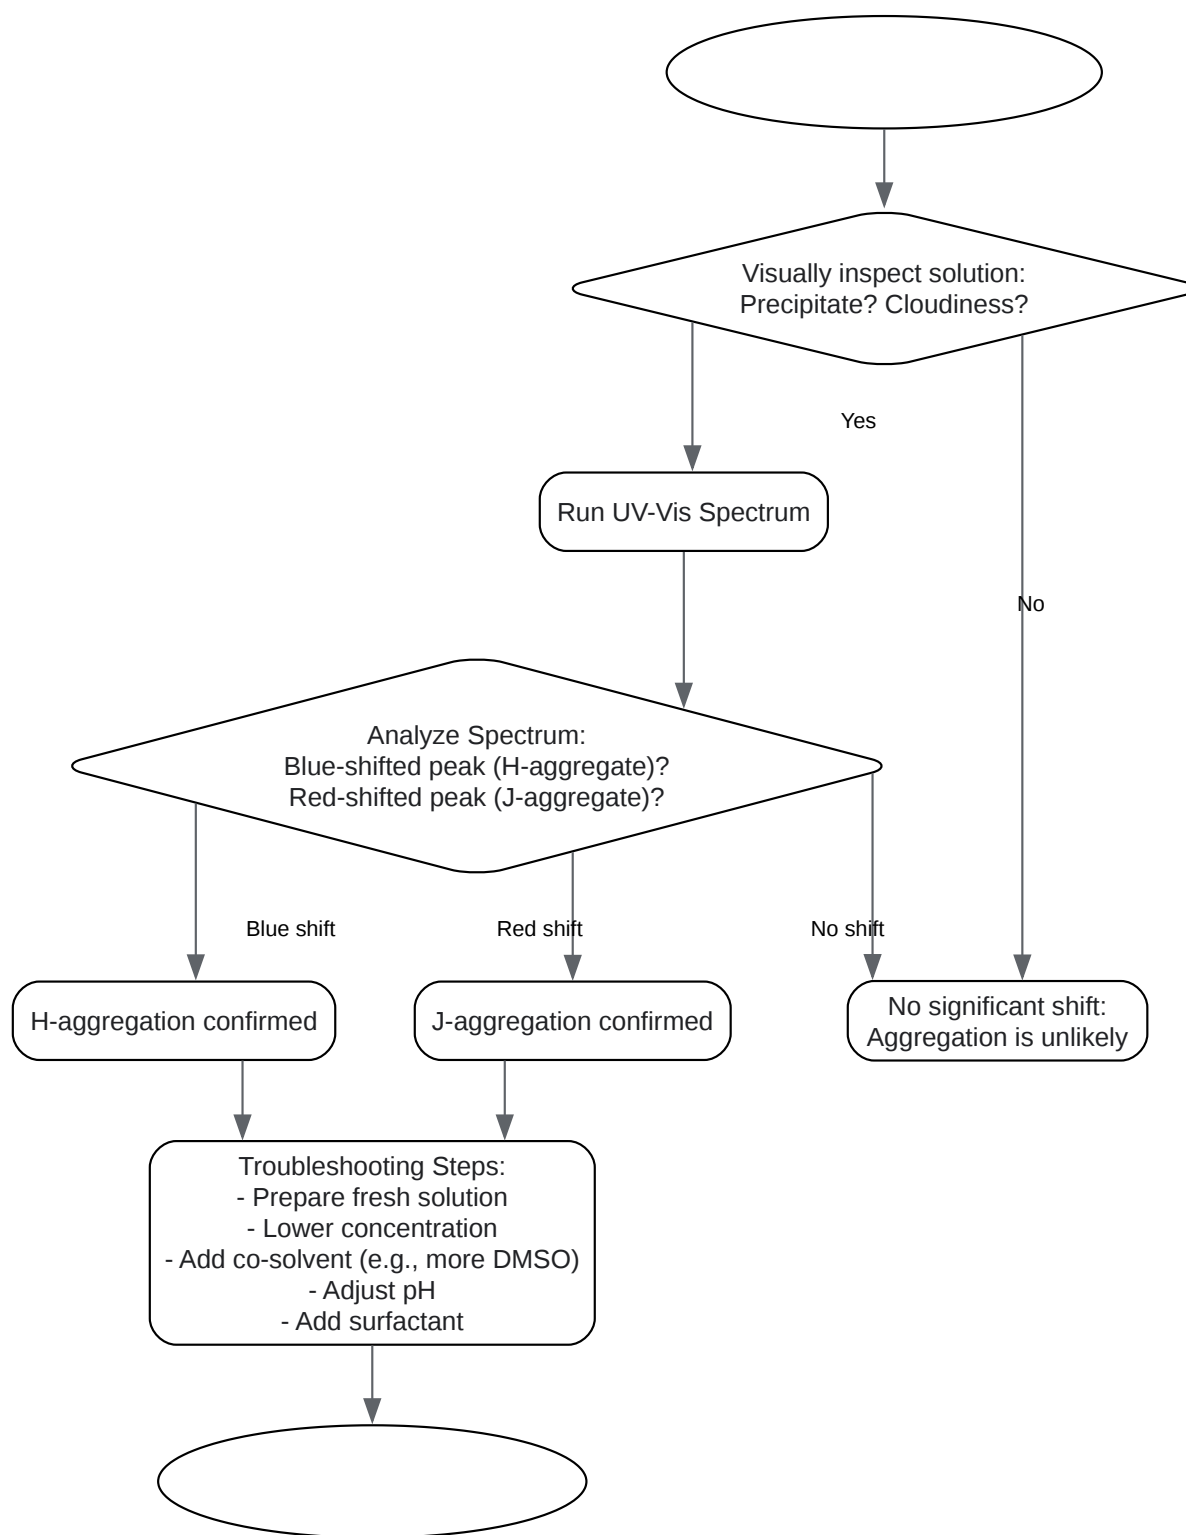 Visually inspect solution:
Precipitate? Cloudiness?
Yes
Run UV-Vis Spectrum
No
Analyze Spectrum:
Blue-shifted peak (H-aggregate)?
Red-shifted peak (J-aggregate)?
Blue shift
Red shift
No shift
H-aggregation confirmed
J-aggregation confirmed
No significant shift:
Aggregation is unlikely
Troubleshooting Steps:
- Prepare fresh solution
- Lower concentration
- Add co-solvent (e.g., more DMSO)
- Adjust pH
- Add surfactant